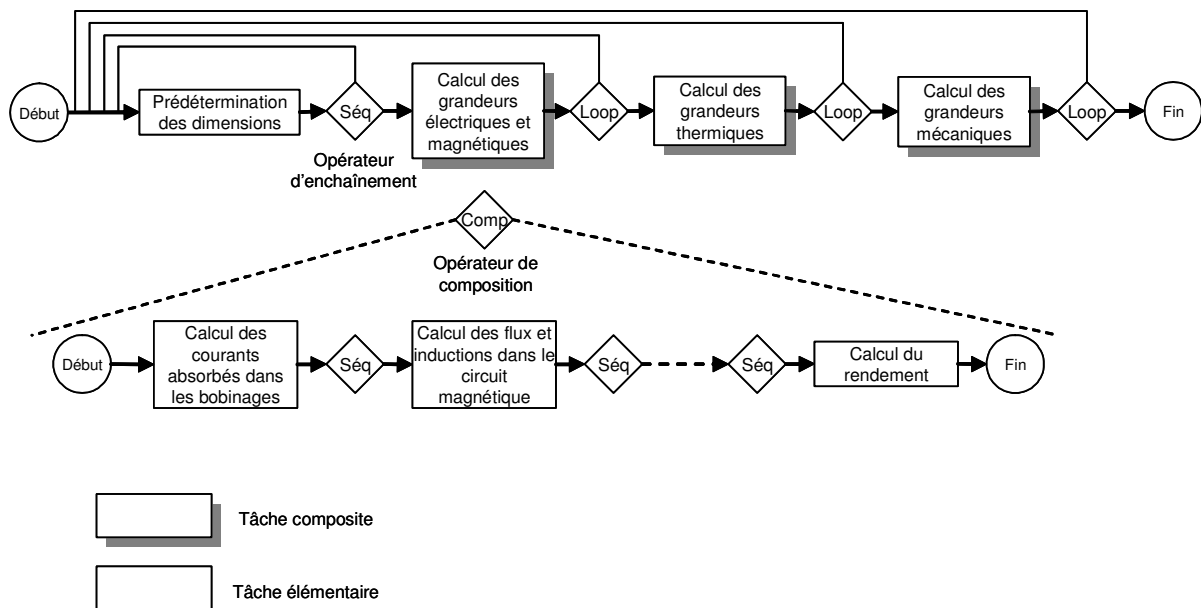 Début
Prédétermination
des dimensions
Séq
Opérateur
d'enchaînement
Calcul des
grandeurs
électriques et
magnétiques
Loop
Calcul des
grandeurs
thermiques
Loop
Calcul des
grandeurs
mécaniques
Loop
Fin
Comp
Opérateur de
composition
Début
Calcul des
courants
absorbés dans
les bobinages
Séq
Calcul des flux et
inductions dans le
circuit
magnétique
Séq
Séq
Calcul du
rendement
Fin
Tâche composite
Tâche élémentaire